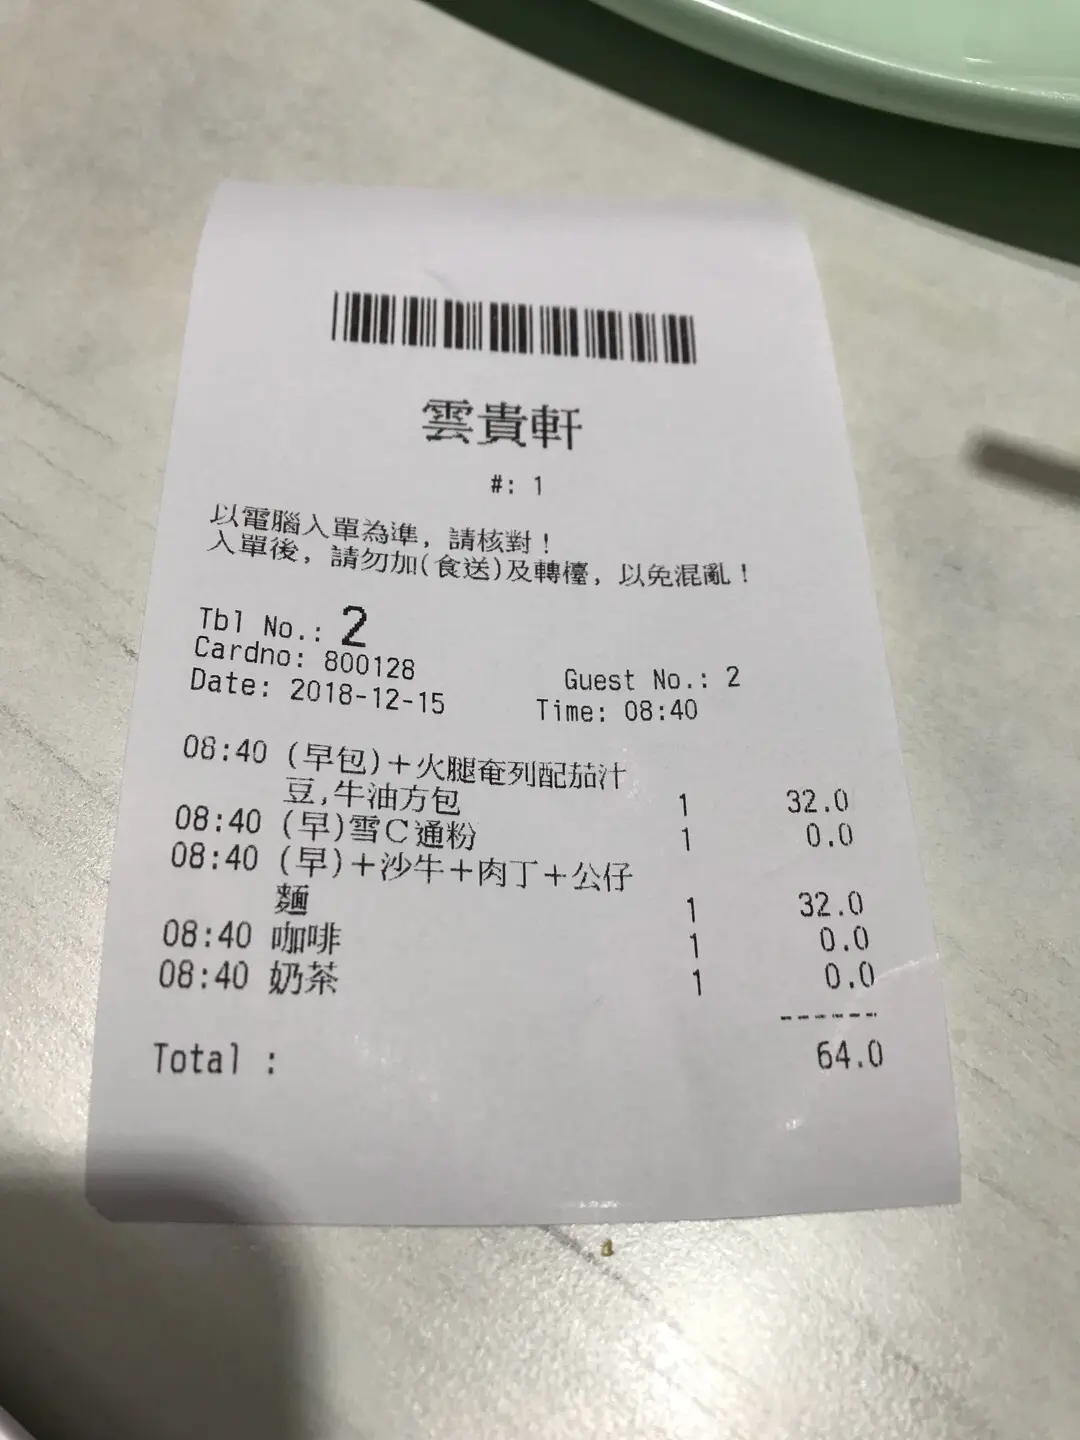 雲貴軒
#: 1
以電腦入單為準，請核對！
入單後，請勿加(食送)及轉檯，以免混亂！
Tbl No.: 2
Cardno: 800128 Guest No.: 2
Date: 2018-12-15 Time: 08:40
08:40 (早包)＋火腿奄列配茄汁
豆,牛油方包 1 32.0
08:40 (早)雪Ｃ通粉 1 0.0
08:40 (早)＋沙牛＋肉丁＋公仔
麵 1 32.0
08:40 咖啡 1 0.0
08:40 奶茶 1 0.0
------
Total : 64.0